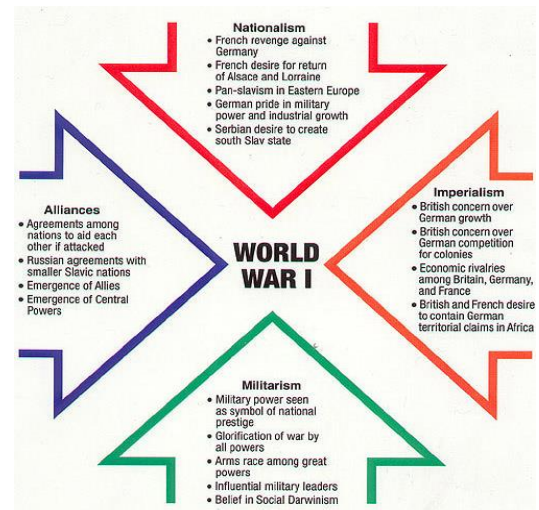 Nationalism
• French revenge against
Germany
• French desire for return
of Alsace and Lorraine
• Pan-slavism in Eastern Europe
• German pride in military
power and industrial growth
• Serbian desire to create
south Slav state
Alliances
• Agreements among
nations to aid each
other if attacked
• Russian agreements with
smaller Slavic nations
• Emergence of Allies
• Emergence of Central
Powers
WORLD
WAR I
Imperialism
• British concern over
German growth
• British concern over
German competition
for colonies
• Economic rivalries
among Britain, Germany,
and France
• British and French desire
to contain German
territorial claims in Africa
Militarism
• Military power seen
as symbol of national
prestige
• Glorification of war by
all powers
• Arms race among great
powers
• Influential military leaders
• Belief in Social Darwinism